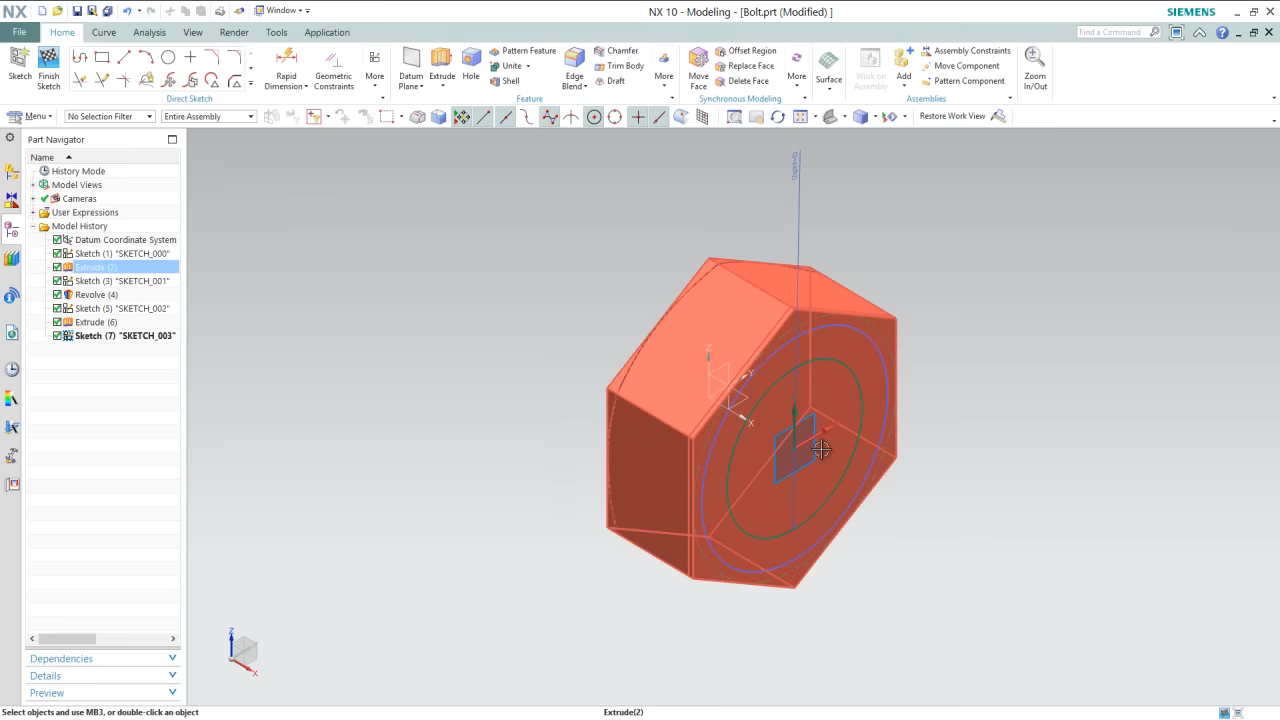 NX
Window
NX 10 - Modeling - [Bolt.prt (Modified) ]
SIEMENS
File
Home
Curve
Analysis
View
Render
Tools
Application
Find a Command
Sketch
Finish Sketch
Direct Sketch
Rapid Dimension
Geometric Constraints
More
Datum Plane
Extrude
Hole
Pattern Feature
Unite
Shell
Edge Blend
Chamfer
Trim Body
Draft
More
Feature
Move Face
Offset Region
Replace Face
Delete Face
More
Synchronous Modeling
Surface
Work on Assembly
Add
Assembly Constraints
Move Component
Pattern Component
Assemblies
Zoom In/Out
Menu
No Selection Filter
Entire Assembly
Restore Work View
Part Navigator
Name
History Mode
Model Views
Cameras
User Expressions
Model History
Datum Coordinate System
Sketch (1) "SKETCH_000"
Extrude (2)
Sketch (3) "SKETCH_001"
Revolve (4)
Sketch (5) "SKETCH_002"
Extrude (6)
Sketch (7) "SKETCH_003"
Z
Y
X
Z
X
Dependencies
Details
Preview
Select objects and use MB3, or double-click an object
Extrude(2)